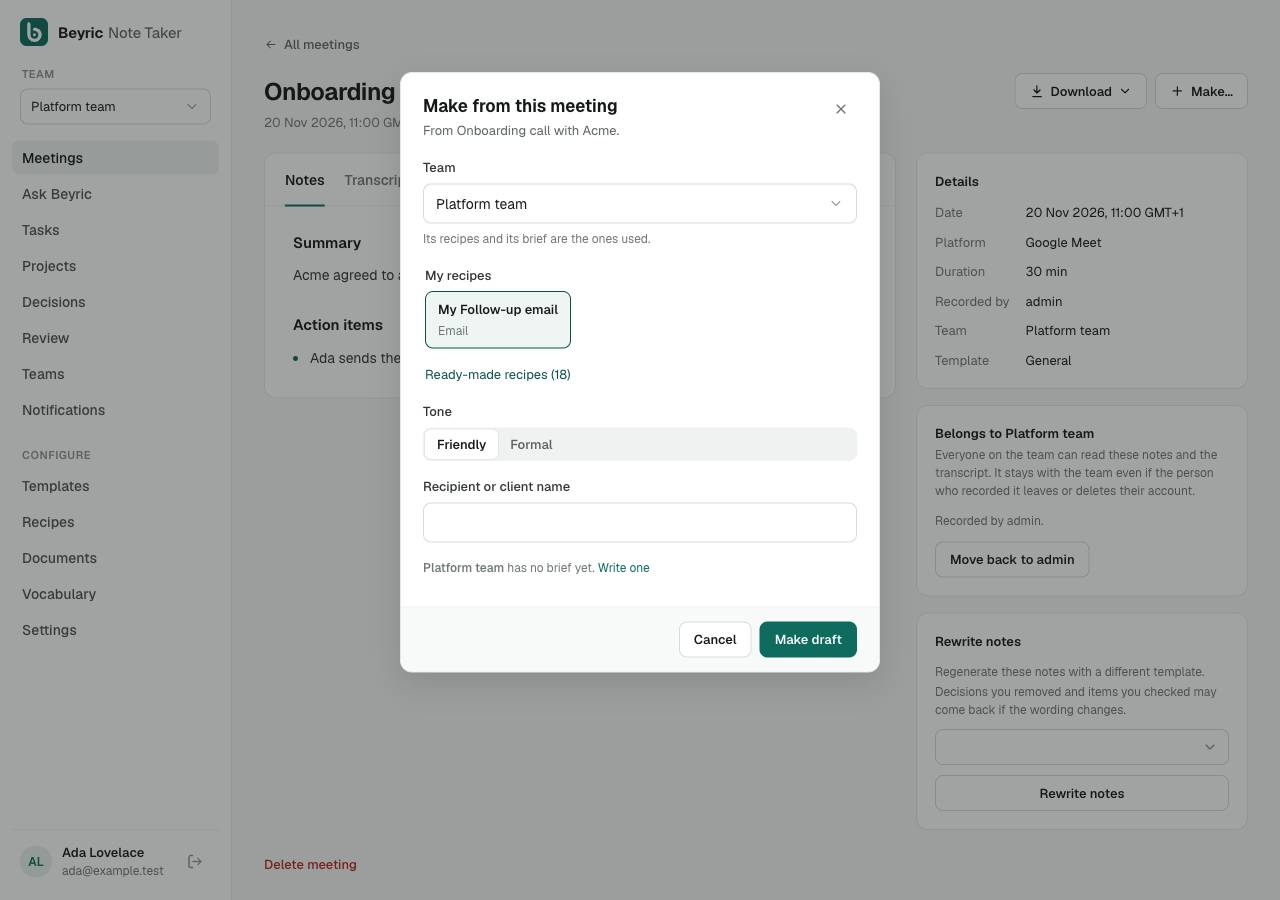 Beyric Note Taker
TEAM
Platform team
Meetings
Ask Beyric
Tasks
Projects
Decisions
Review
Teams
Notifications
CONFIGURE
Templates
Recipes
Documents
Vocabulary
Settings
AL
Ada Lovelace
ada@example.test
← All meetings
Onboarding
20 Nov 2026, 11:00 GM
Download
+ Make...
Notes
Summary
Acme agreed to
Action items
• Ada sends the
Delete meeting
Make from this meeting
From Onboarding call with Acme.
Team
Platform team
Its recipes and its brief are the ones used.
My recipes
My Follow-up email
Email
Ready-made recipes (18)
Tone
Friendly Formal
Recipient or client name
Platform team has no brief yet. Write one
Cancel Make draft
Details
Date 20 Nov 2026, 11:00 GMT+1
Platform Google Meet
Duration 30 min
Recorded by admin
Team Platform team
Template General
Belongs to Platform team
Everyone on the team can read these notes and the
transcript. It stays with the team even if the person
who recorded it leaves or deletes their account.
Recorded by admin.
Move back to admin
Rewrite notes
Regenerate these notes with a different template.
Decisions you removed and items you checked may
come back if the wording changes.
Rewrite notes